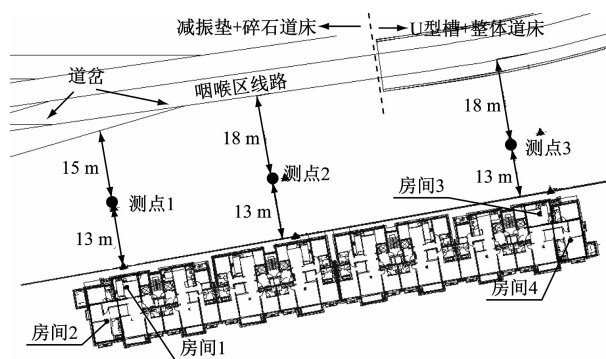 减振垫+碎石道床
U型槽+整体道床
道岔
咽喉区线路
18 m
18 m
15 m
测点1
测点2
测点3
13 m
13 m
13 m
房间3
房间4
房间2
房间1